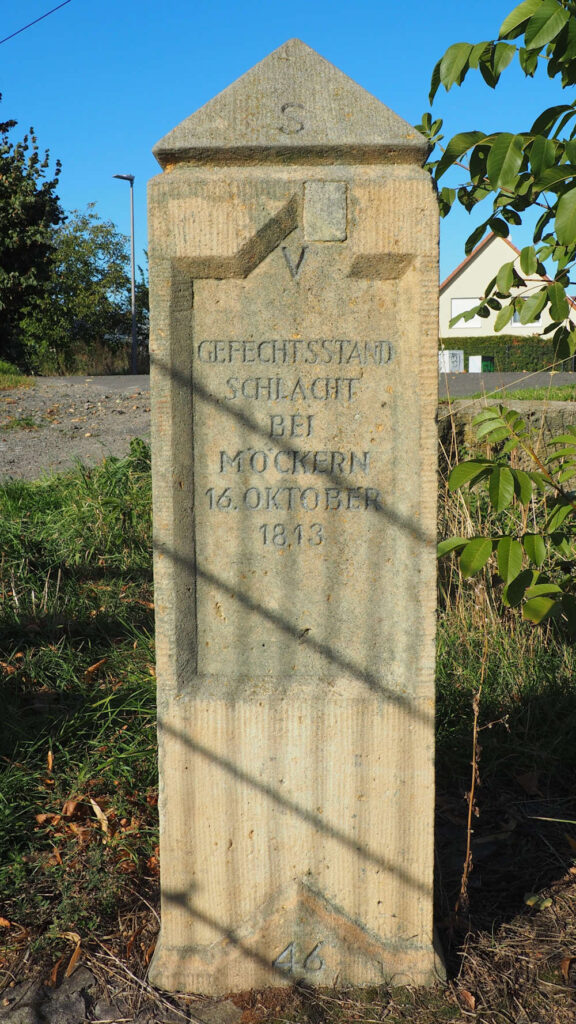 S
V
GEFECHTSSTAND
SCHLACHT
BEI
MÖCKERN
16. OKTOBER
1813
46